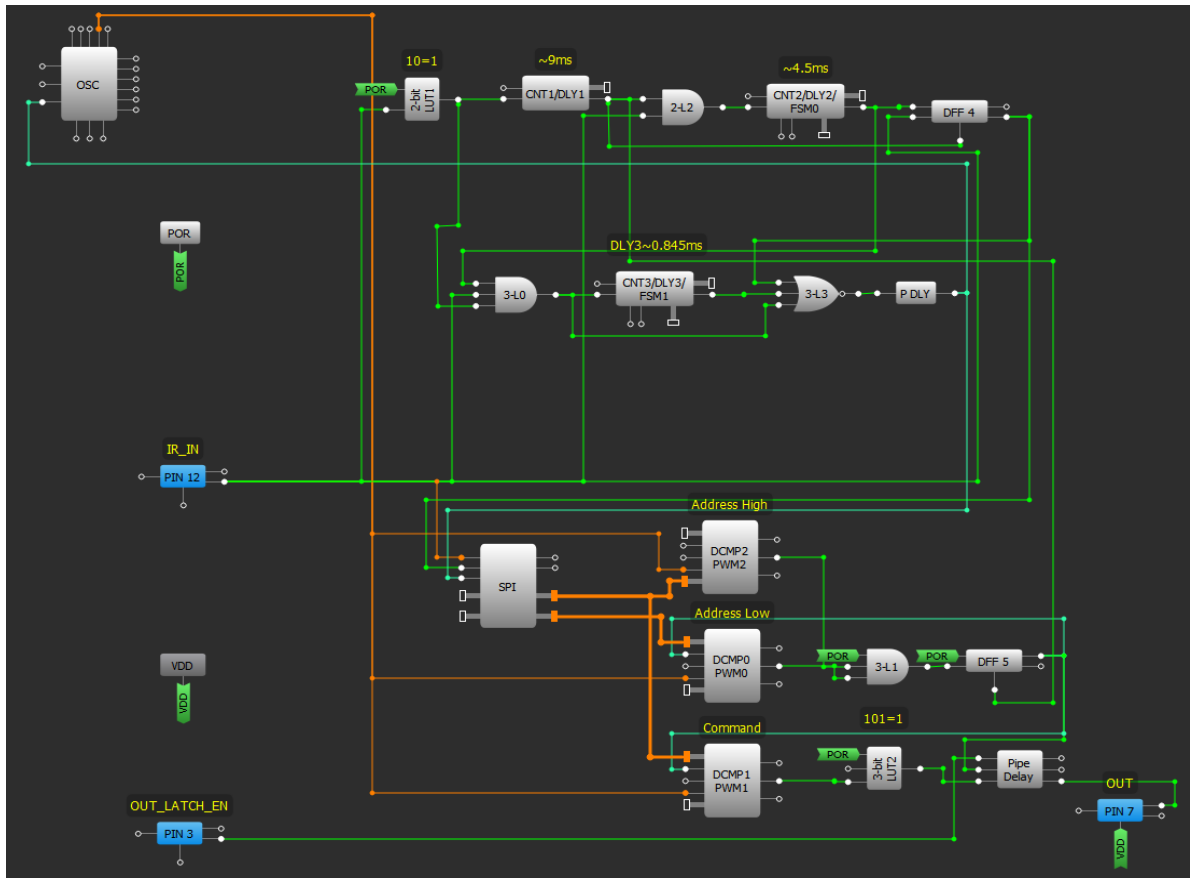 OSC
10=1
POR
2-bit
LUT1
~9ms
CNT1/DLY1
2-L2
~4.5ms
CNT2/DLY2/
FSM0
DFF 4
POR
POR
DLY3~0.845ms
3-L0
CNT3/DLY3/
FSM1
3-L3
P DLY
IR_IN
PIN 12
SPI
Address High
DCMP2
PWM2
Address Low
DCMP0
PWM0
POR
3-L1
POR
DFF 5
VDD
VDD
Command
DCMP1
PWM1
101=1
POR
3-bit
LUT2
Pipe
Delay
OUT
PIN 7
VDD
OUT_LATCH_EN
PIN 3